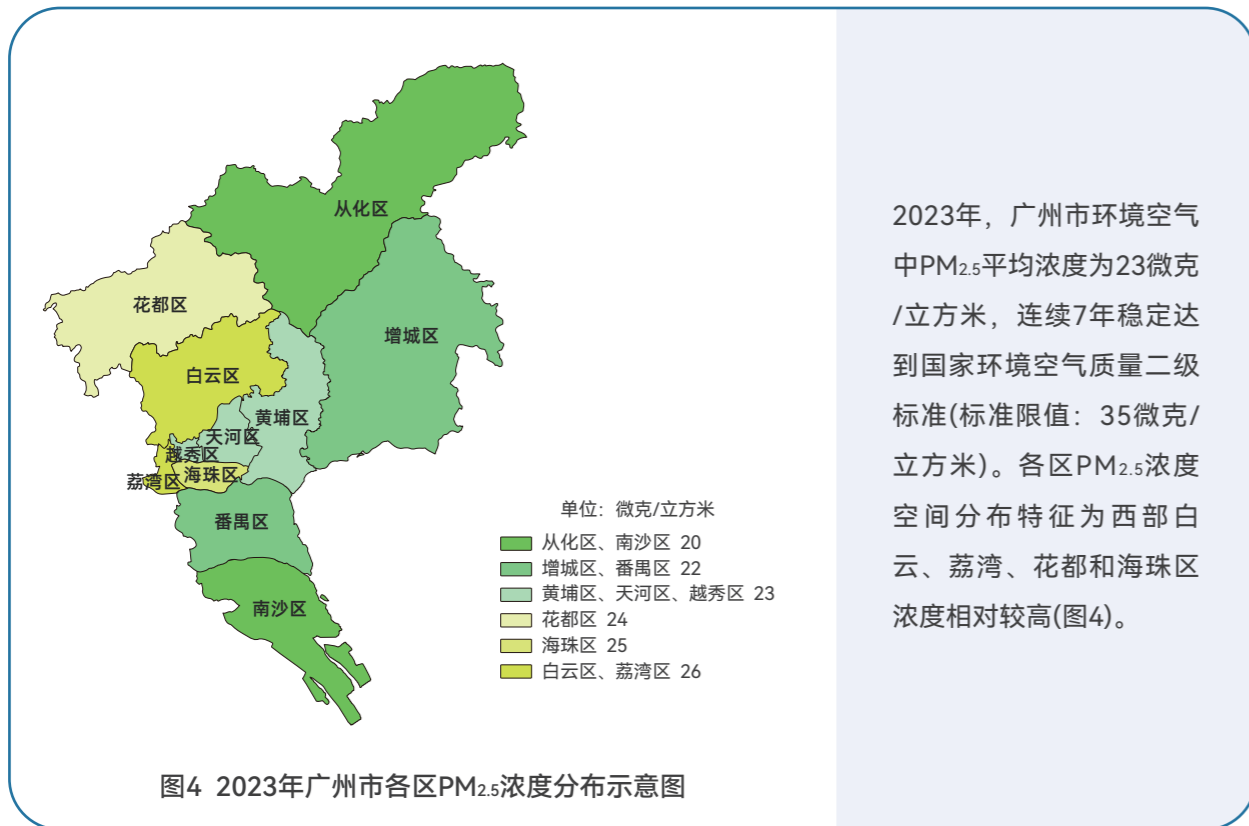 从化区
花都区
增城区
白云区
黄埔区
天河区
越秀区
海珠区
荔湾区
番禺区
南沙区
单位：微克/立方米
从化区、南沙区 20
增城区、番禺区 22
黄埔区、天河区、越秀区 23
花都区 24
海珠区 25
白云区、荔湾区 26
图4 2023年广州市各区PM2.5浓度分布示意图
2023年，广州市环境空气
中PM2.5平均浓度为23微克
/立方米，连续7年稳定达
到国家环境空气质量二级
标准(标准限值：35微克/
立方米)。各区PM2.5浓度
空间分布特征为西部白
云、荔湾、花都和海珠区
浓度相对较高(图4)。